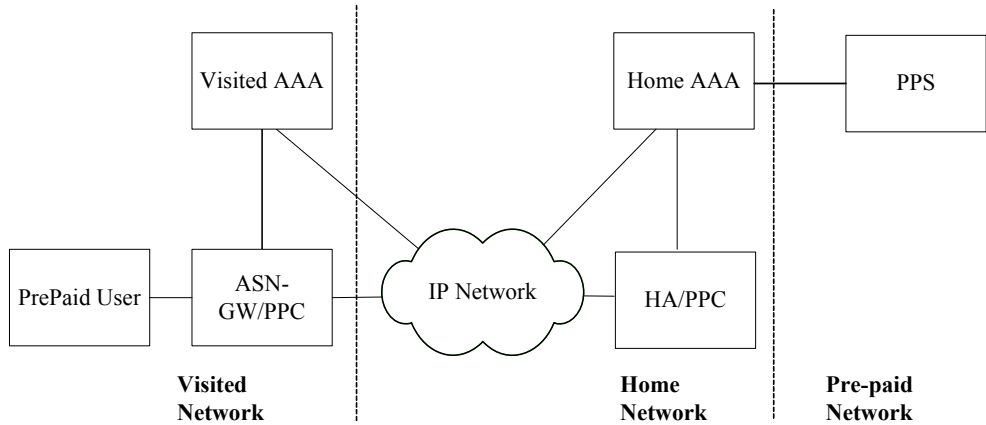 Visited AAA
Home AAA
PPS
PrePaid User
ASN-
GW/PPC
IP Network
HA/PPC
Visited
Network
Home
Network
Pre-paid
Network